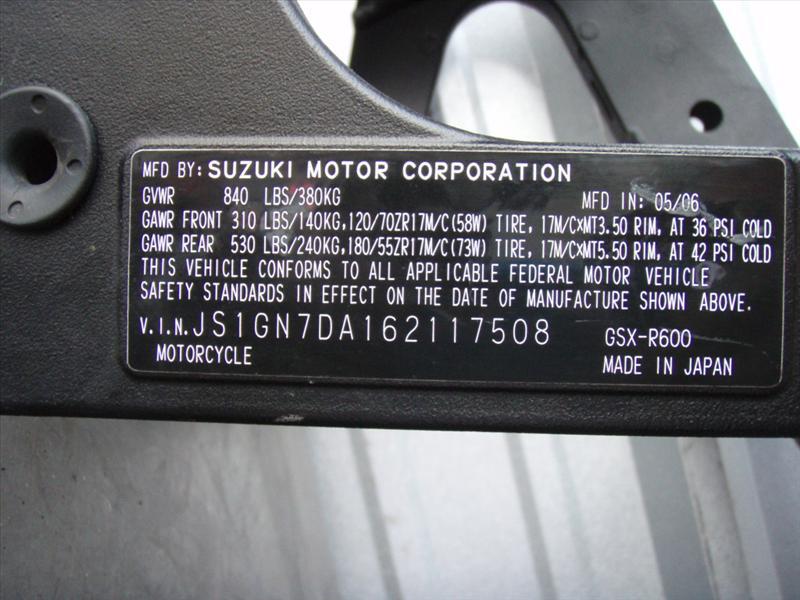 MFD BY: SUZUKI MOTOR CORPORATION
GVWR 840 LBS/380KG MFD IN: 05/06
GAWR FRONT 310 LBS/140KG,120/70ZR17M/C(58W) TIRE, 17M/C×MT3.50 RIM, AT 36 PSI COLD
GAWR REAR 530 LBS/240KG,180/55ZR17M/C(73W) TIRE, 17M/C×MT5.50 RIM, AT 42 PSI COLD
THIS VEHICLE CONFORMS TO ALL APPLICABLE FEDERAL MOTOR VEHICLE
SAFETY STANDARDS IN EFFECT ON THE DATE OF MANUFACTURE SHOWN ABOVE.
V.I.N. JS1GN7DA162117508 GSX-R600
MOTORCYCLE MADE IN JAPAN